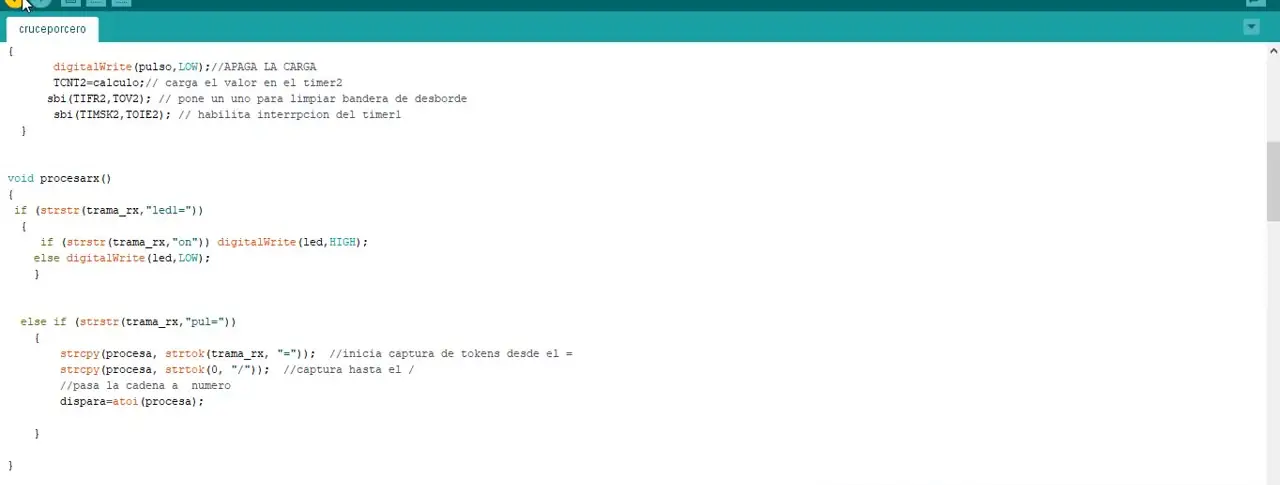 cruceporcero
{
digitalWrite(pulso,LOW);//APAGA LA CARGA
TCNT2=calculo;// carga el valor en el timer2
sbi(TIFR2,TOV2); // pone un uno para limpiar bandera de desborde
sbi(TIMSK2,TOIE2); // habilita interrpcion del timer1
}
void procesarx()
{
if (strstr(trama_rx,"led1="))
{
if (strstr(trama_rx,"on")) digitalWrite(led,HIGH);
else digitalWrite(led,LOW);
}
else if (strstr(trama_rx,"pul="))
{
strcpy(procesa, strtok(trama_rx, "=")); //inicia captura de tokens desde el =
strcpy(procesa, strtok(0, "/")); //captura hasta el /
//pasa la cadena a numero
dispara=atoi(procesa);
}
}